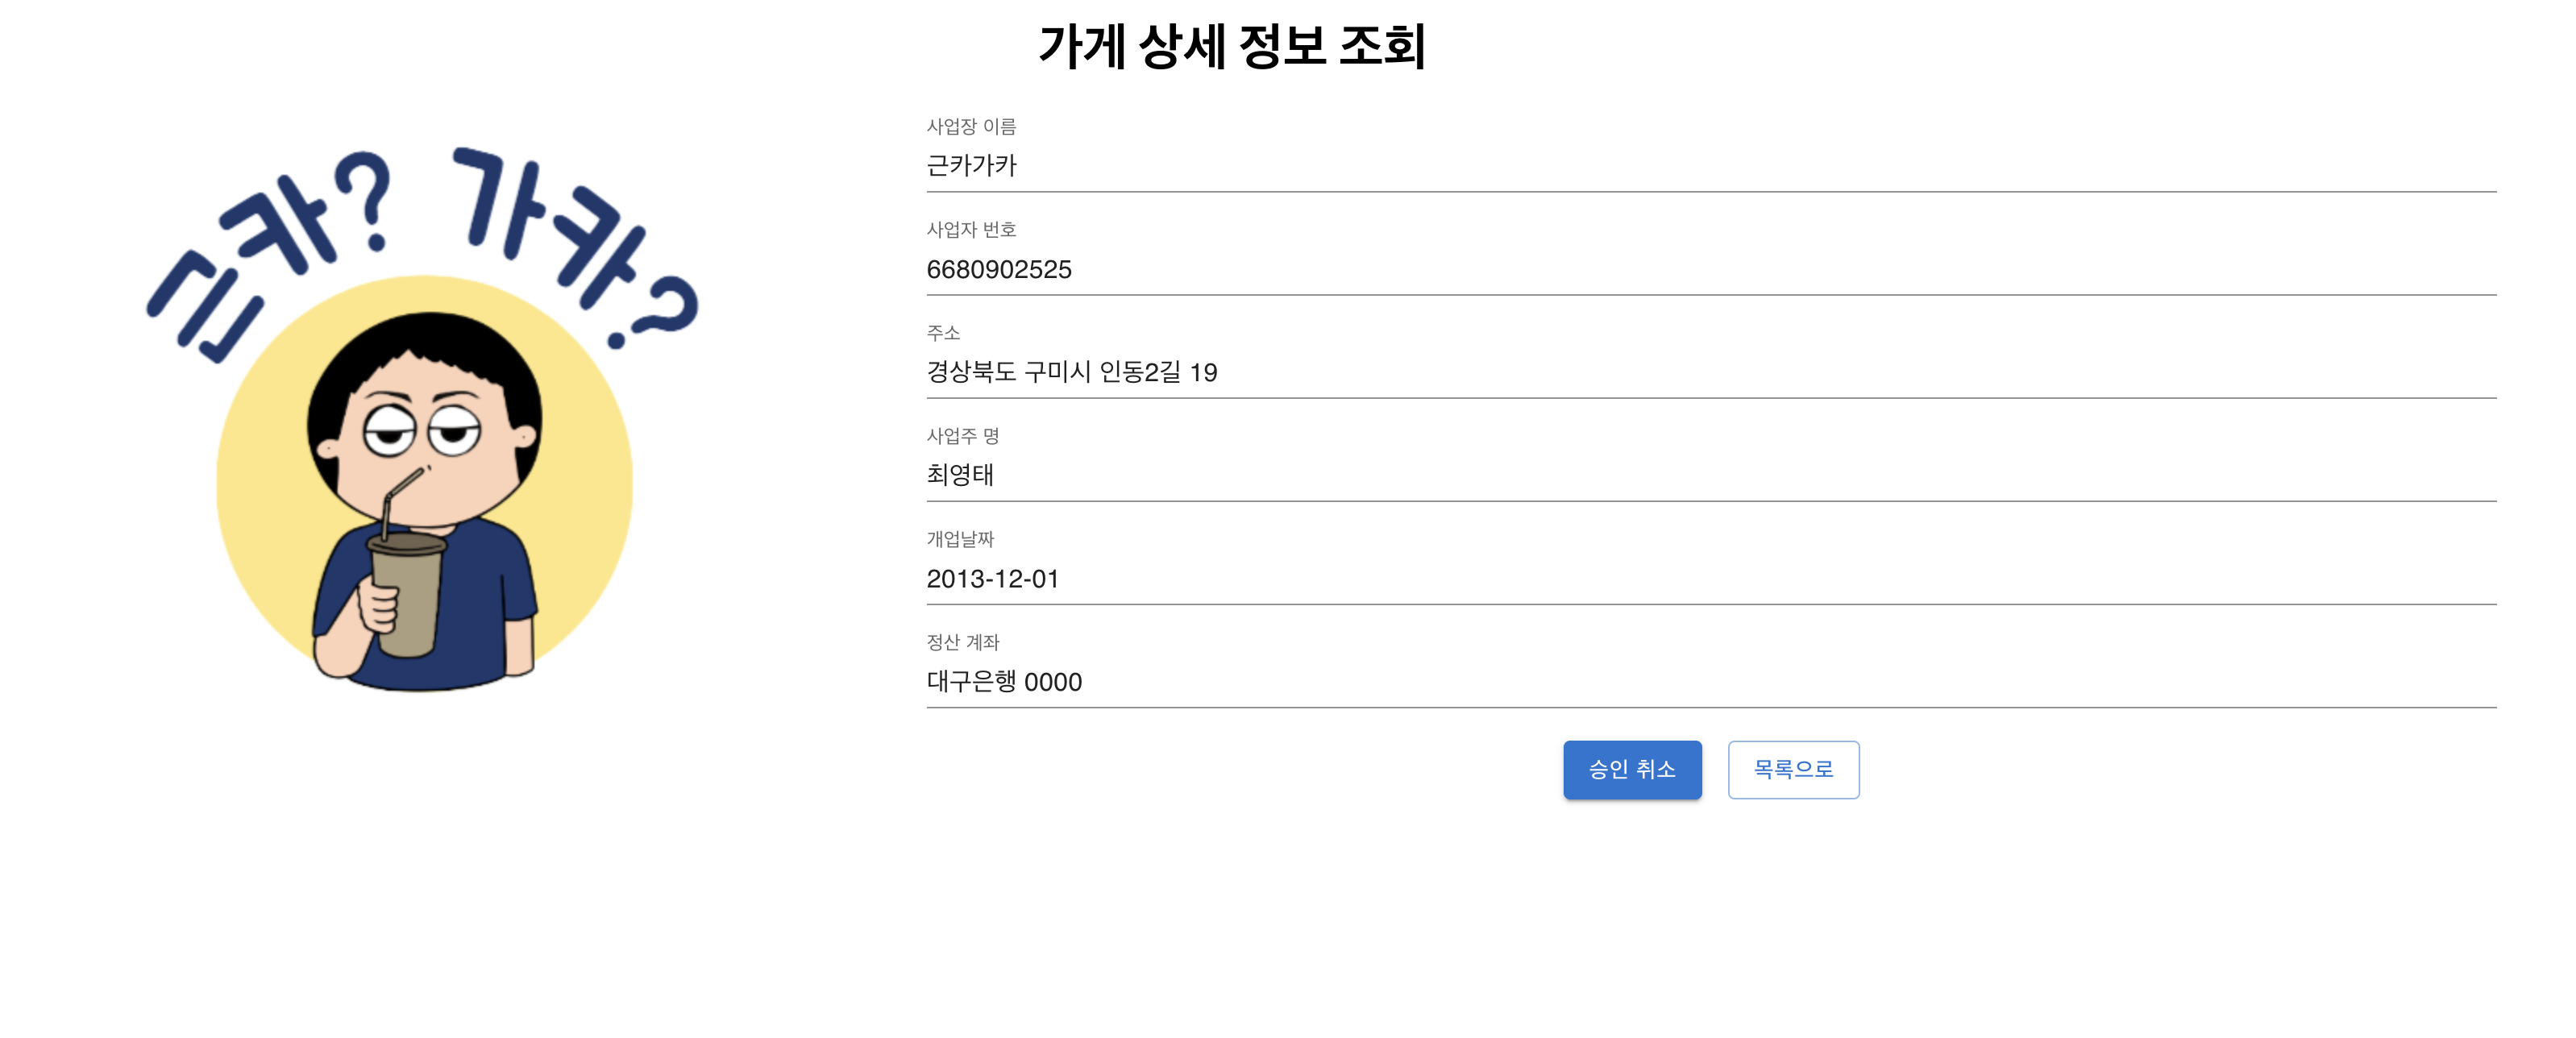 가게 상세 정보 조회
근카? 가카?
사업장 이름
근카가카
사업자 번호
6680902525
주소
경상북도 구미시 인동2길 19
사업주 명
최영태
개업날짜
2013-12-01
정산 계좌
대구은행 0000
승인 취소
목록으로